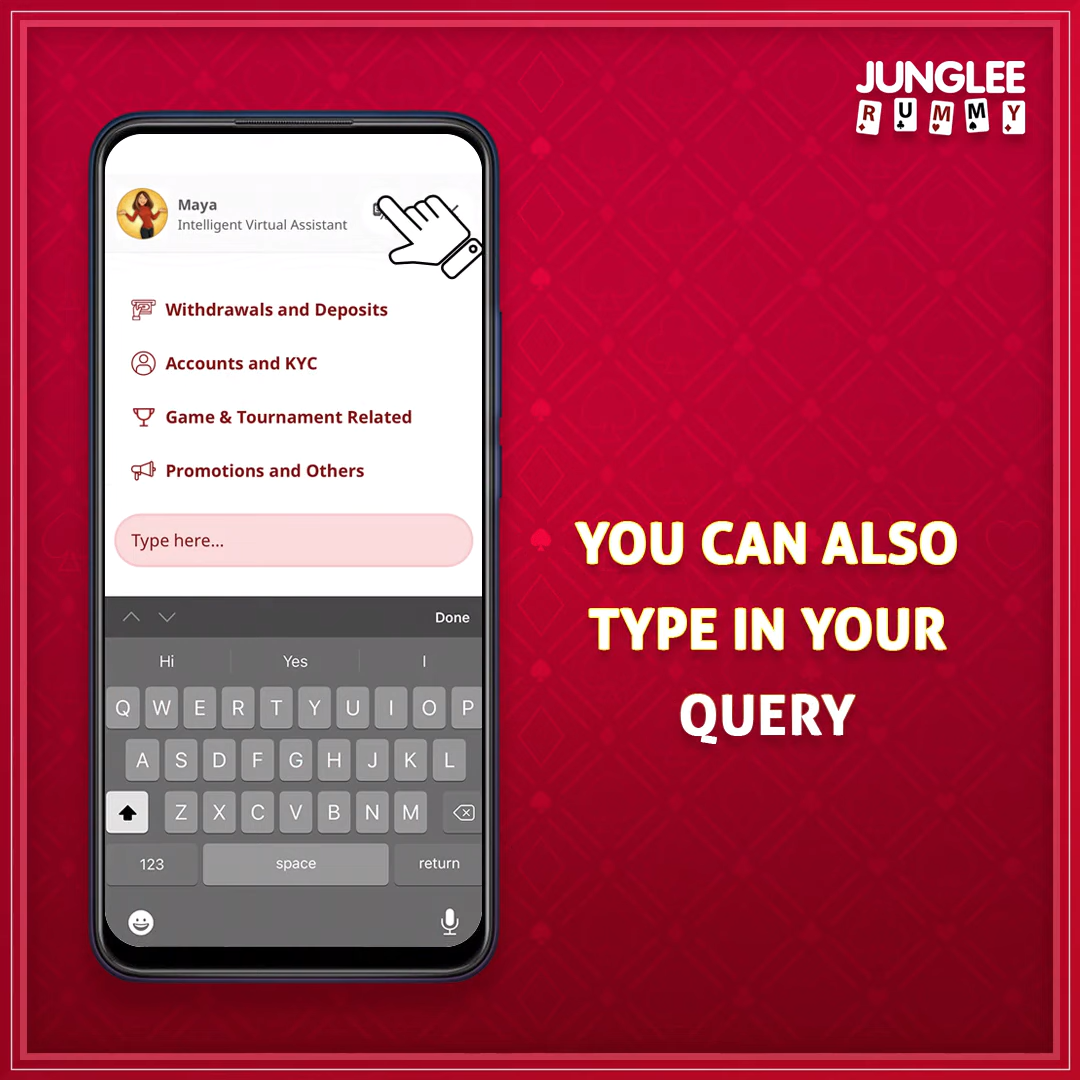 JUNGLEE
RUMMY
Maya
Intelligent Virtual Assistant
Withdrawals and Deposits
Accounts and KYC
Game & Tournament Related
Promotions and Others
Type here...
Done
Hi Yes I
Q W E R T Y U I O P
A S D F G H J K L
Z X C V B N M
123 space return
YOU CAN ALSO
TYPE IN YOUR
QUERY